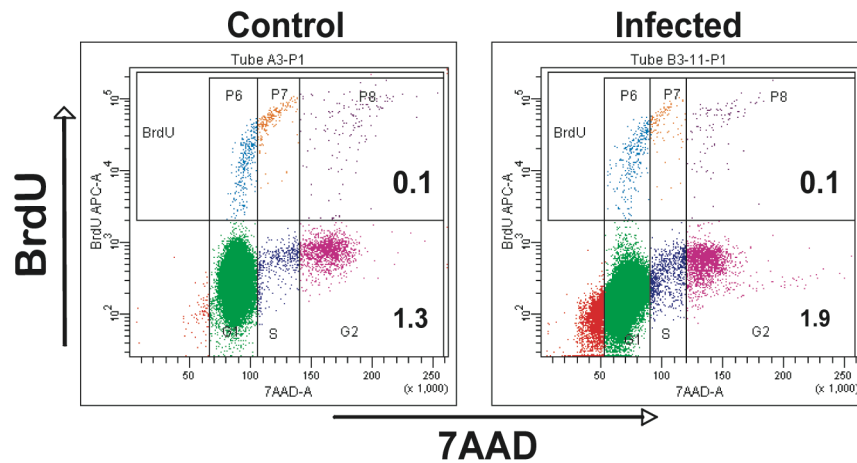 Control
Infected
Tube A3-P1
Tube B3-11-P1
P6
P7
P8
BrdU
0.1
G1
S
G2
1.3
10^5
10^4
10^3
10^2
BrdU APC-A
50
100
150
200
250
(x 1,000)
7AAD-A
P6
P7
P8
BrdU
0.1
G1
S
G2
1.9
10^5
10^4
10^3
10^2
BrdU APC-A
50
100
150
200
250
(x 1,000)
7AAD-A
BrdU
7AAD